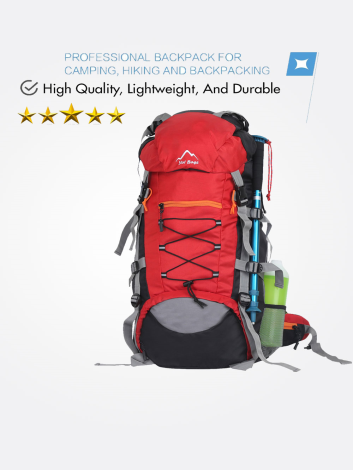 PROFESSIONAL BACKPACK FOR
CAMPING, HIKING AND BACKPACKING
High Quality, Lightweight, And Durable